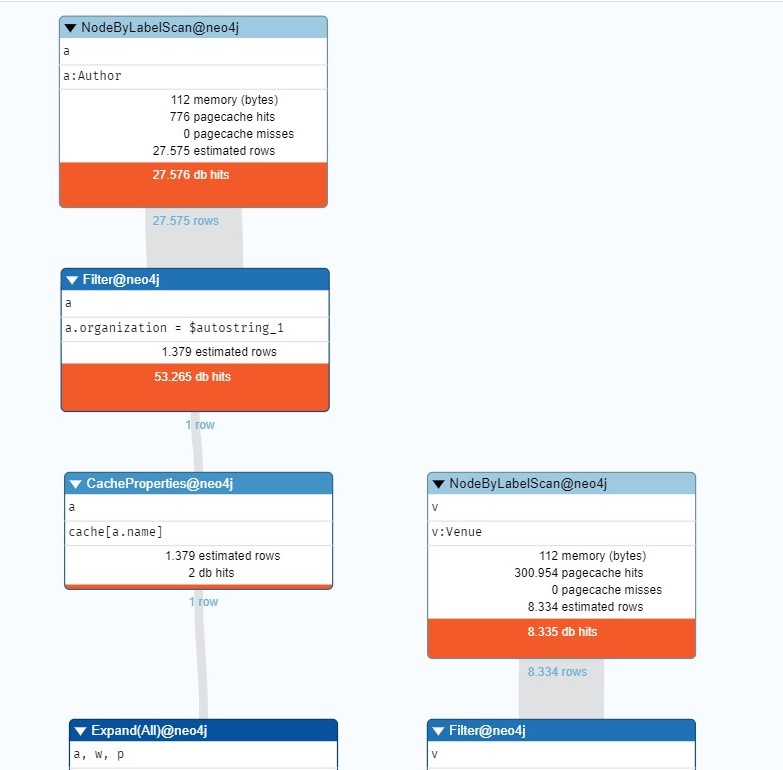 NodeByLabelScan@neo4j
a
a:Author
112 memory (bytes)
776 pagecache hits
0 pagecache misses
27.575 estimated rows
27.576 db hits
27.575 rows
Filter@neo4j
a
a.organization = $autostring_1
1.379 estimated rows
53.265 db hits
1 row
CacheProperties@neo4j
a
cache[a.name]
1.379 estimated rows
2 db hits
1 row
Expand(All)@neo4j
a, w, p
NodeByLabelScan@neo4j
v
v:Venue
112 memory (bytes)
300.954 pagecache hits
0 pagecache misses
8.334 estimated rows
8.335 db hits
8.334 rows
Filter@neo4j
v